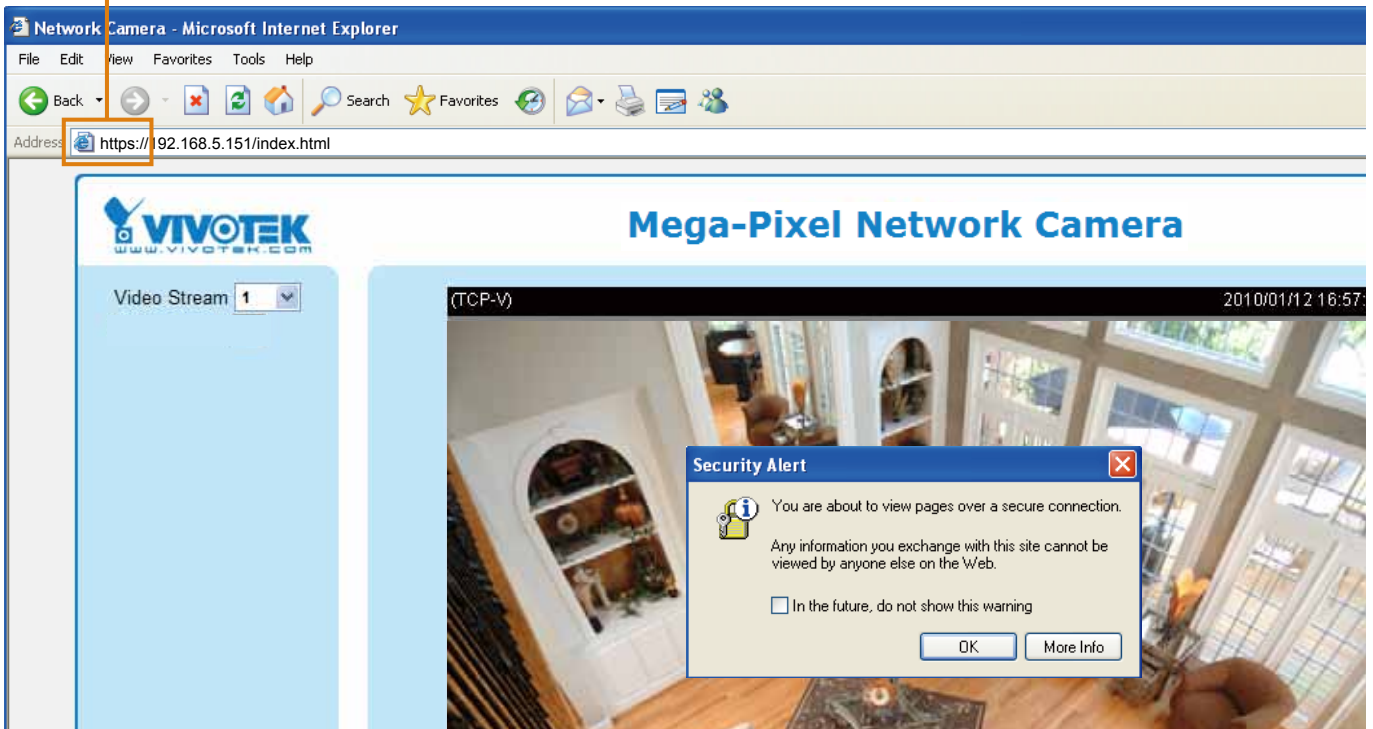 Network Camera - Microsoft Internet Explorer
File Edit View Favorites Tools Help
Back Search Favorites
Address https://192.168.5.151/index.html
VIVOTEK
www.vivotek.com
Mega-Pixel Network Camera
Video Stream 1
(TCP-V) 2010/01/12 16:57:
Security Alert
You are about to view pages over a secure connection.
Any information you exchange with this site cannot be
viewed by anyone else on the Web.
In the future, do not show this warning
OK More Info